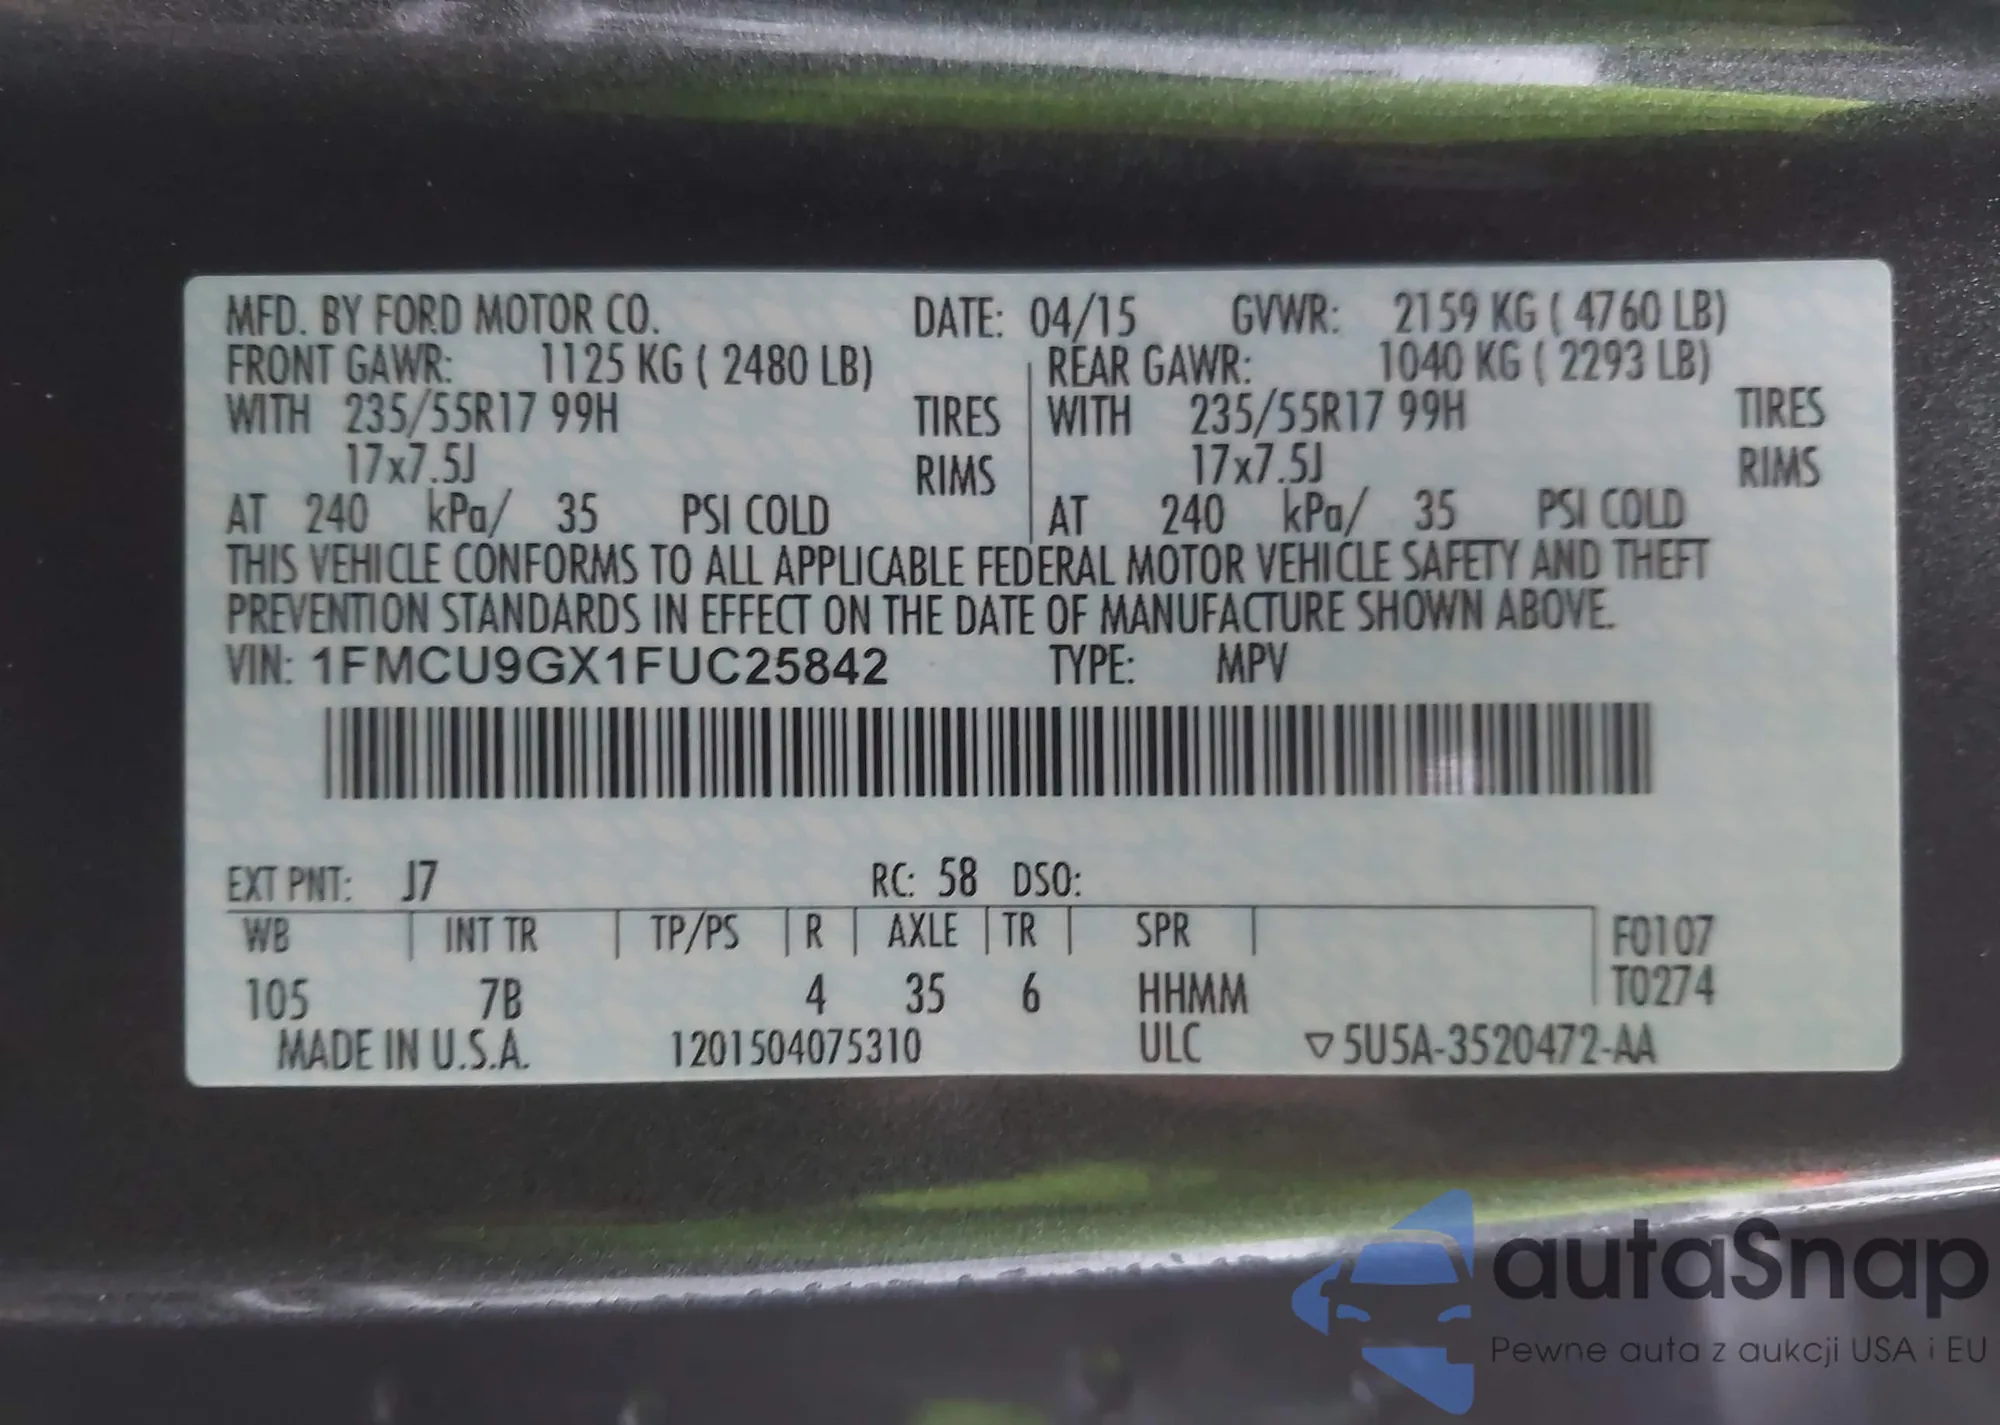 MFD. BY FORD MOTOR CO. DATE: 04/15 GVWR: 2159 KG ( 4760 LB)
FRONT GAWR: 1125 KG ( 2480 LB) REAR GAWR: 1040 KG ( 2293 LB)
WITH 235/55R17 99H TIRES WITH 235/55R17 99H TIRES
17x7.5J RIMS 17x7.5J RIMS
AT 240 kPa/ 35 PSI COLD AT 240 kPa/ 35 PSI COLD
THIS VEHICLE CONFORMS TO ALL APPLICABLE FEDERAL MOTOR VEHICLE SAFETY AND THEFT
PREVENTION STANDARDS IN EFFECT ON THE DATE OF MANUFACTURE SHOWN ABOVE.
VIN: 1FMCU9GX1FUC25842 TYPE: MPV
EXT PNT: J7 RC: 58 DSO:
WB INT TR TP/PS R AXLE TR SPR F0107
105 7B 4 35 6 HHMM T0274
MADE IN U.S.A. 1201504075310 ULC ▽5U5A-3520472-AA
autaSnap
Pewne auta z aukcji USA i EU